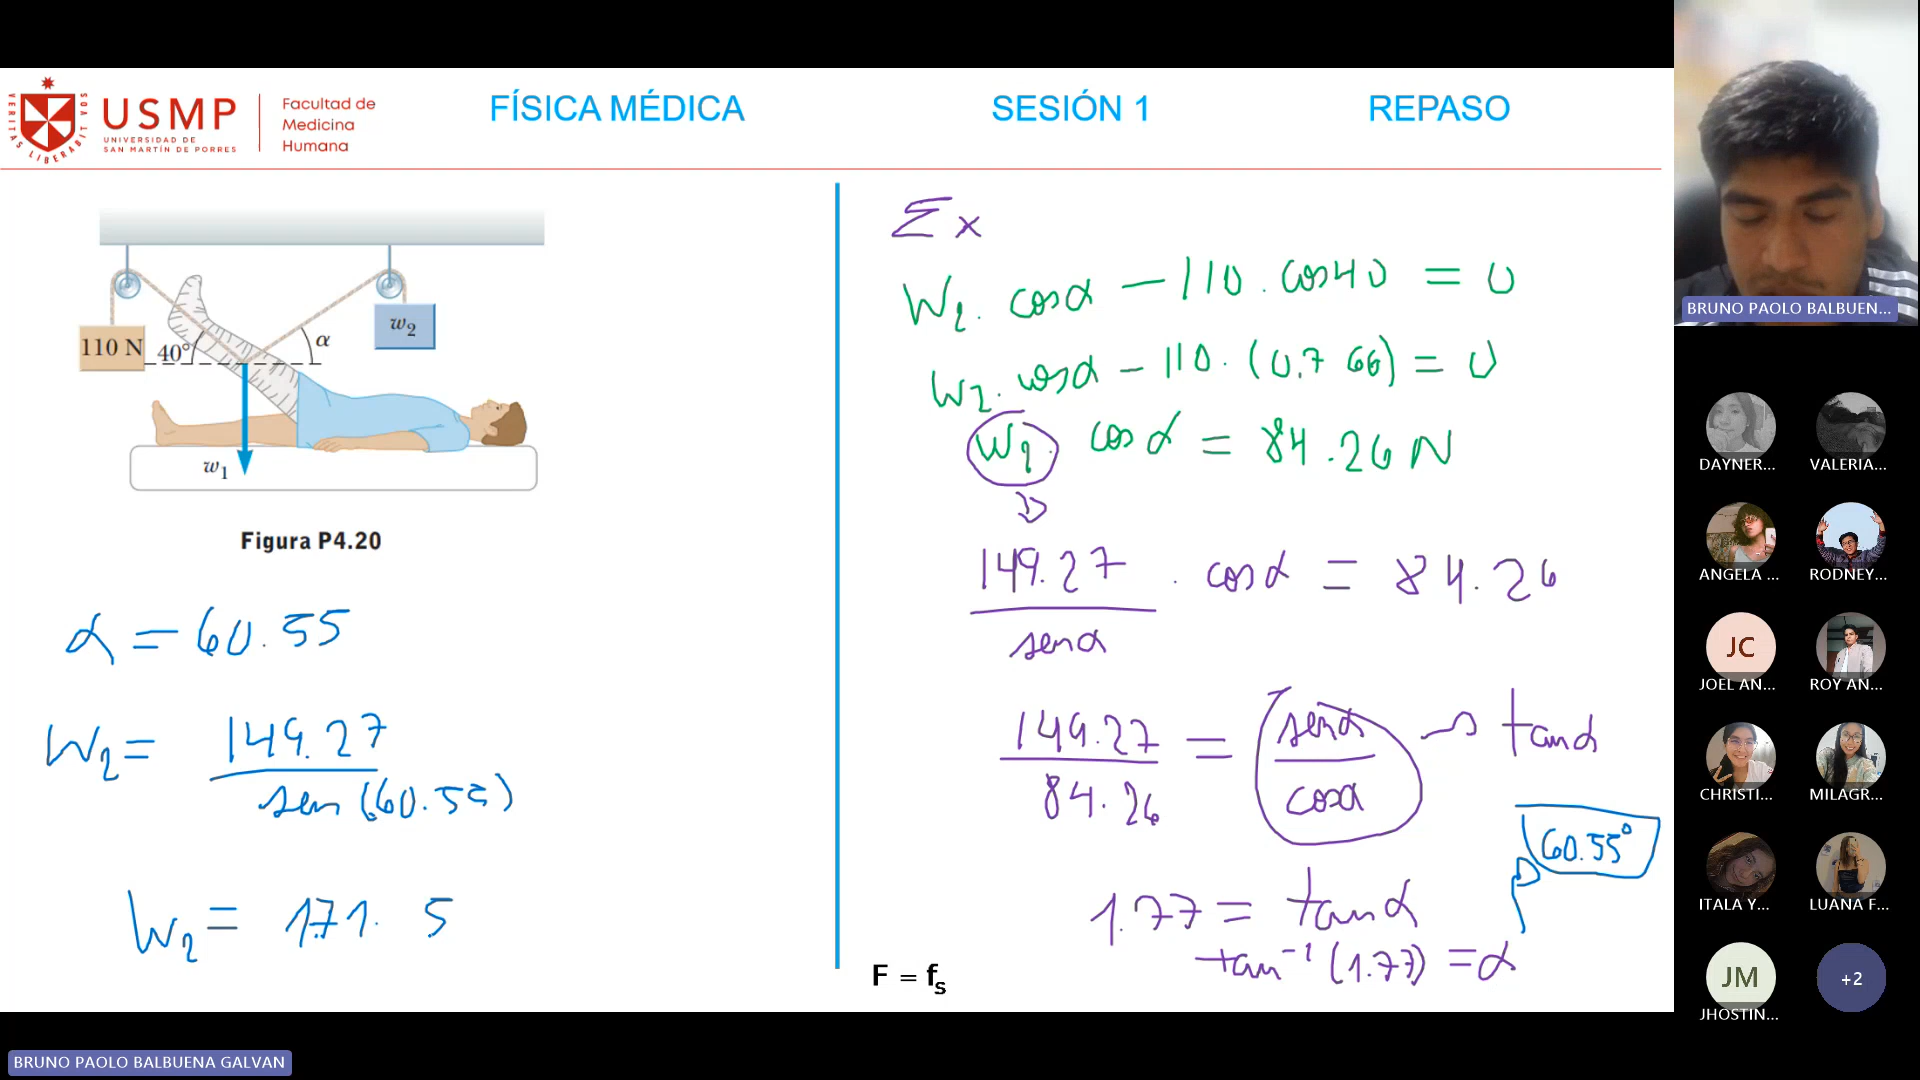 VERITAS LIBERABIT VOS
USMP
UNIVERSIDAD DE
SAN MARTÍN DE PORRES
Facultad de
Medicina
Humana
FÍSICA MÉDICA
SESIÓN 1
REPASO
110 N
40°
α
w2
w1
Figura P4.20
α = 60.55
W2 = 149.27 / sen(60.55)
W2 = 171. 5
Σx
W2 . cosα − 110 . cos40 = 0
W2 . cosα − 110 . (0.766) = 0
W2 . cosα = 84.26 N
149.27 / senα . cosα = 84.26
149.27 / 84.26 = senα / cosα → tanα
60.55°
1.77 = tanα
tan⁻¹(1.77) = α
F = fs
BRUNO PAOLO BALBUEN...
DAYNER...
VALERIA...
ANGELA ...
RODNEY...
JC
JOEL AN...
ROY AN...
CHRISTI...
MILAGR...
ITALA Y...
LUANA F...
JM
+2
JHOSTIN...
BRUNO PAOLO BALBUENA GALVAN